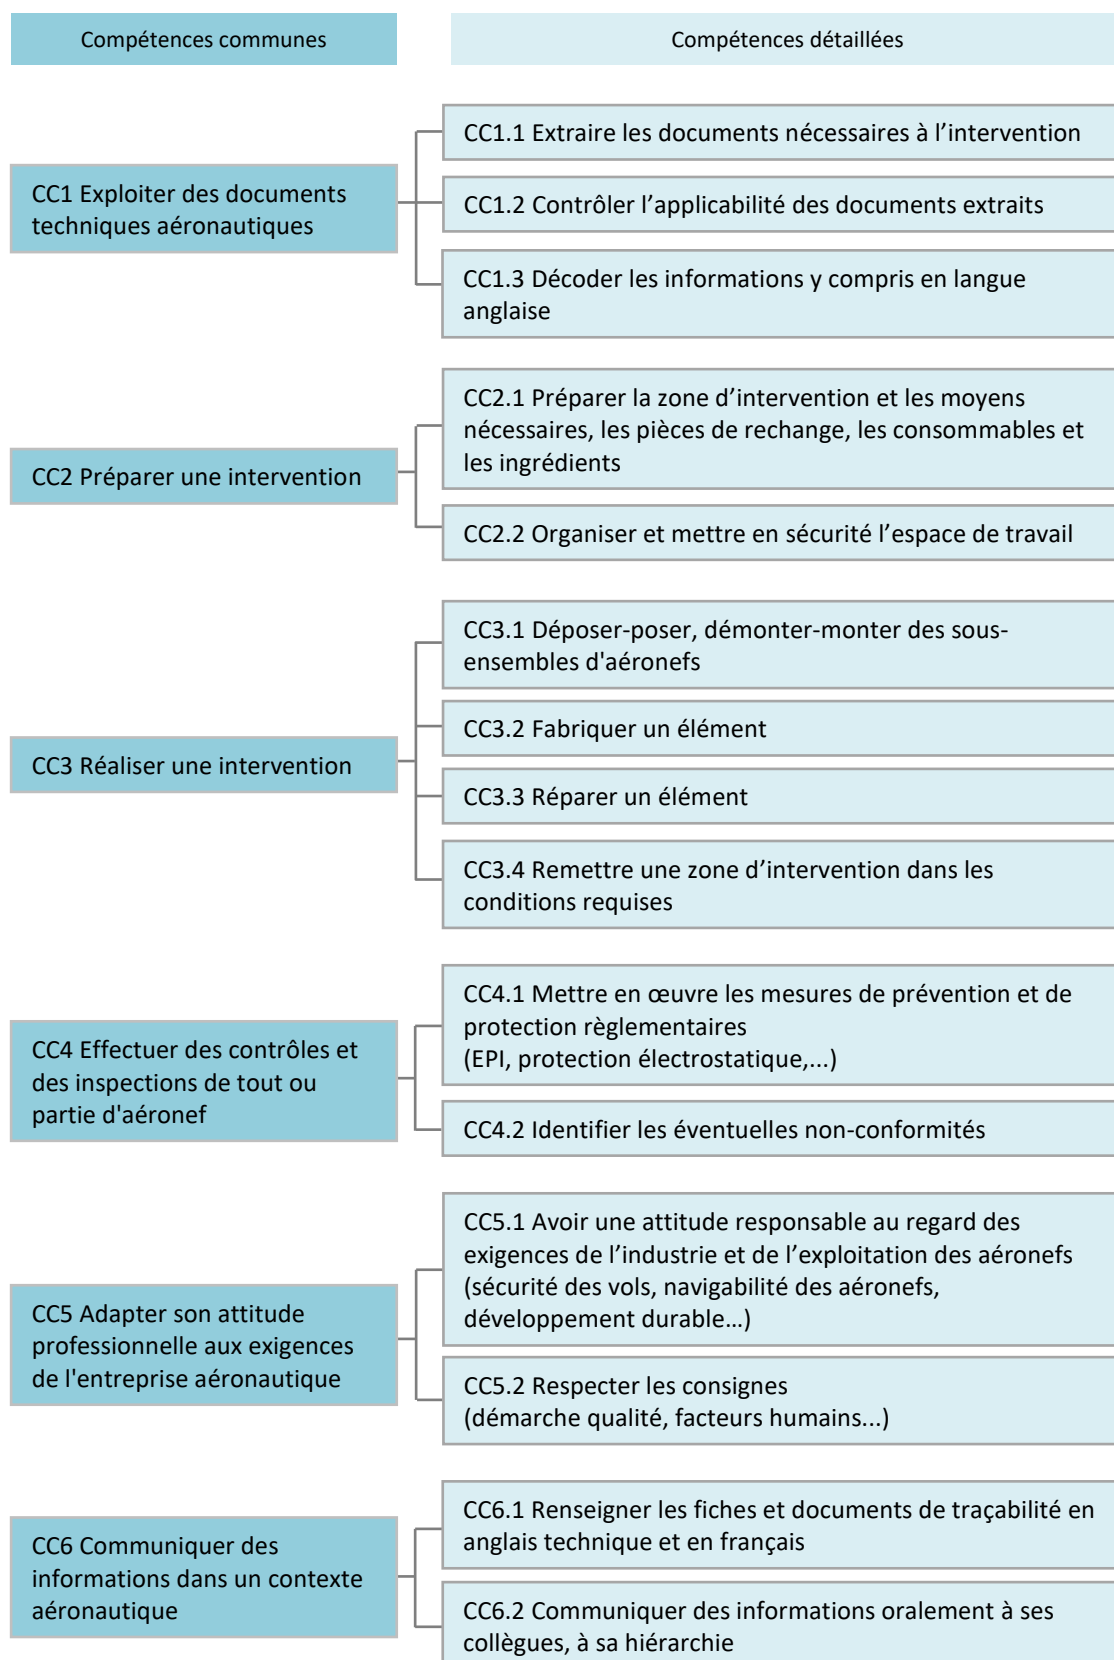 Compétences communes
Compétences détaillées
CC1 Exploiter des documents
techniques aéronautiques
CC1.1 Extraire les documents nécessaires à l’intervention
CC1.2 Contrôler l’applicabilité des documents extraits
CC1.3 Décoder les informations y compris en langue
anglaise
CC2 Préparer une intervention
CC2.1 Préparer la zone d’intervention et les moyens
nécessaires, les pièces de rechange, les consommables et
les ingrédients
CC2.2 Organiser et mettre en sécurité l’espace de travail
CC3 Réaliser une intervention
CC3.1 Déposer-poser, démonter-monter des sous-
ensembles d'aéronefs
CC3.2 Fabriquer un élément
CC3.3 Réparer un élément
CC3.4 Remettre une zone d’intervention dans les
conditions requises
CC4 Effectuer des contrôles et
des inspections de tout ou
partie d'aéronef
CC4.1 Mettre en œuvre les mesures de prévention et de
protection règlementaires
(EPI, protection électrostatique,...)
CC4.2 Identifier les éventuelles non-conformités
CC5 Adapter son attitude
professionnelle aux exigences
de l'entreprise aéronautique
CC5.1 Avoir une attitude responsable au regard des
exigences de l’industrie et de l’exploitation des aéronefs
(sécurité des vols, navigabilité des aéronefs,
développement durable…)
CC5.2 Respecter les consignes
(démarche qualité, facteurs humains...)
CC6 Communiquer des
informations dans un contexte
aéronautique
CC6.1 Renseigner les fiches et documents de traçabilité en
anglais technique et en français
CC6.2 Communiquer des informations oralement à ses
collègues, à sa hiérarchie